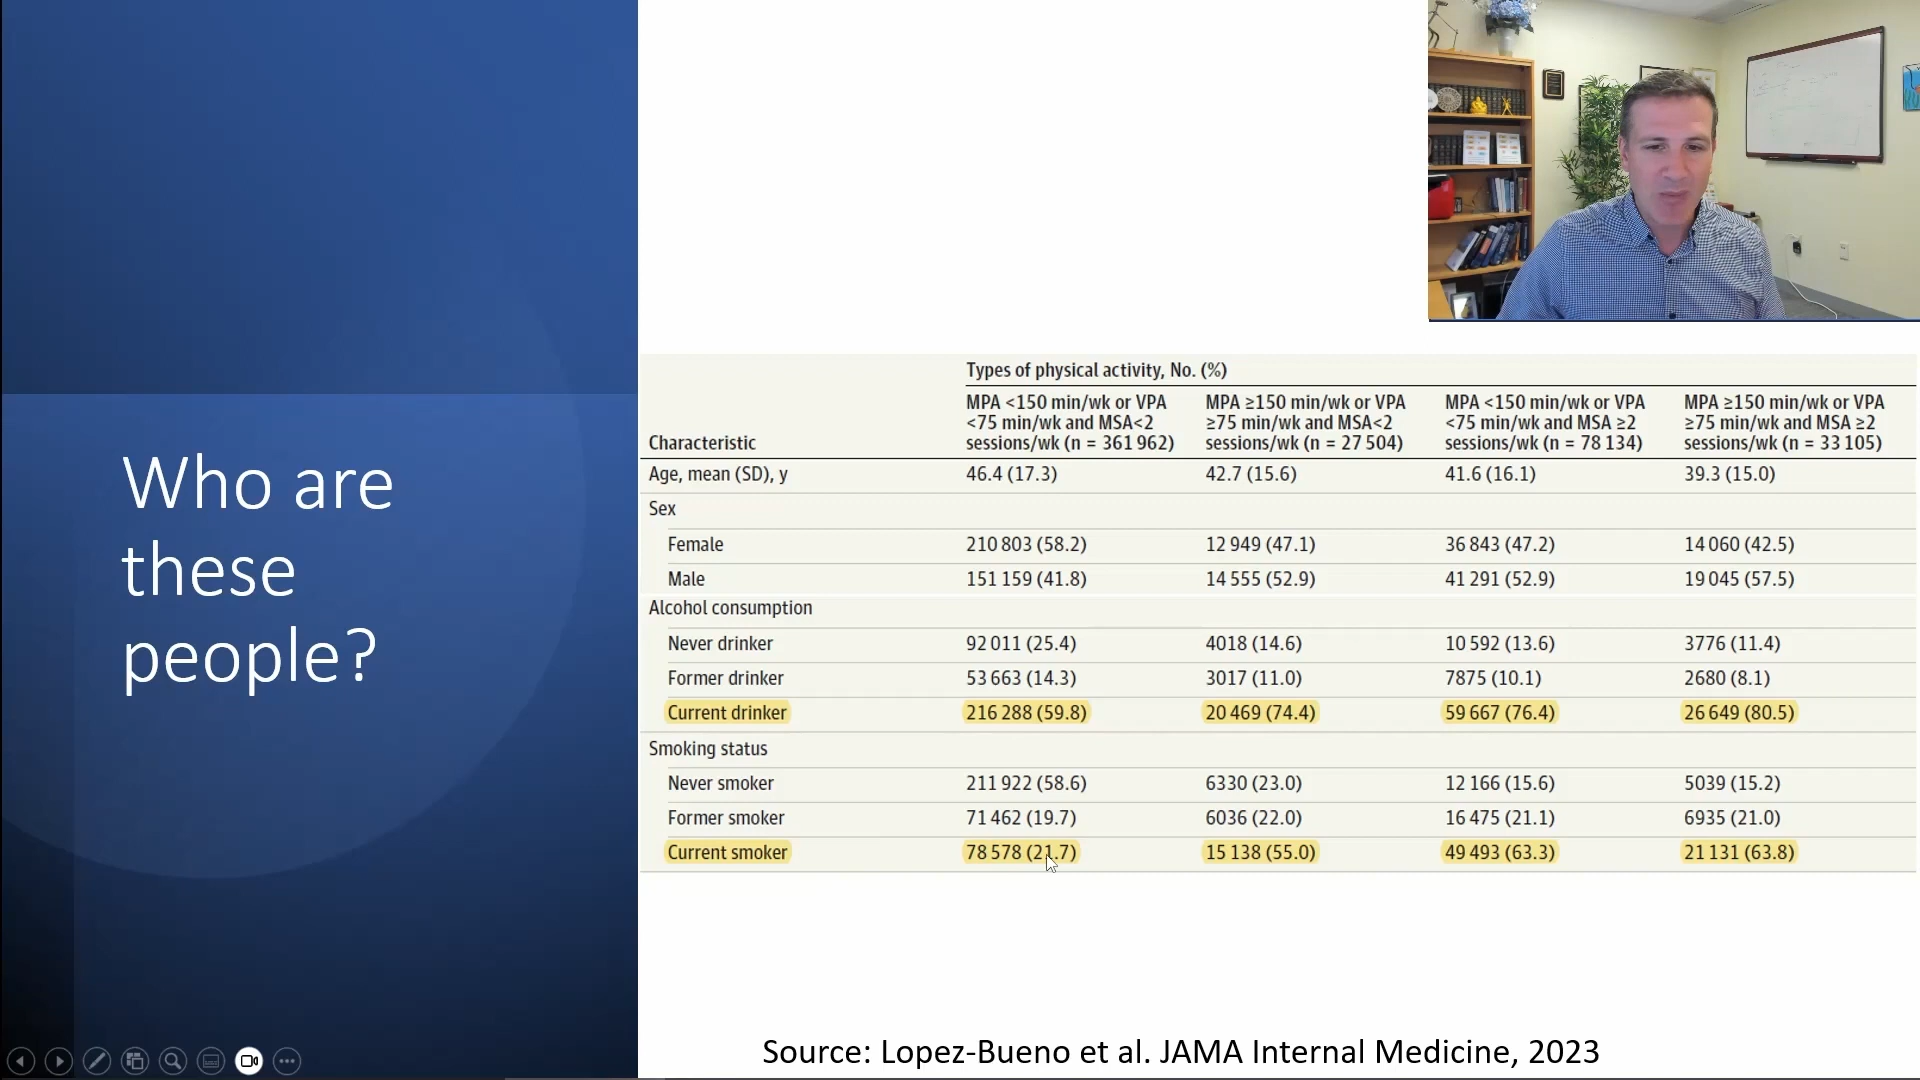 Who are
these
people?
Types of physical activity, No. (%)
Characteristic
MPA <150 min/wk or VPA
<75 min/wk and MSA<2
sessions/wk (n = 361 962)
MPA ≥150 min/wk or VPA
≥75 min/wk and MSA<2
sessions/wk (n = 27 504)
MPA <150 min/wk or VPA
<75 min/wk and MSA ≥2
sessions/wk (n = 78 134)
MPA ≥150 min/wk or VPA
≥75 min/wk and MSA ≥2
sessions/wk (n = 33 105)
Age, mean (SD), y 46.4 (17.3) 42.7 (15.6) 41.6 (16.1) 39.3 (15.0)
Sex
Female 210 803 (58.2) 12 949 (47.1) 36 843 (47.2) 14 060 (42.5)
Male 151 159 (41.8) 14 555 (52.9) 41 291 (52.9) 19 045 (57.5)
Alcohol consumption
Never drinker 92 011 (25.4) 4018 (14.6) 10 592 (13.6) 3776 (11.4)
Former drinker 53 663 (14.3) 3017 (11.0) 7875 (10.1) 2680 (8.1)
Current drinker 216 288 (59.8) 20 469 (74.4) 59 667 (76.4) 26 649 (80.5)
Smoking status
Never smoker 211 922 (58.6) 6330 (23.0) 12 166 (15.6) 5039 (15.2)
Former smoker 71 462 (19.7) 6036 (22.0) 16 475 (21.1) 6935 (21.0)
Current smoker 78 578 (21.7) 15 138 (55.0) 49 493 (63.3) 21 131 (63.8)
Source: Lopez-Bueno et al. JAMA Internal Medicine, 2023